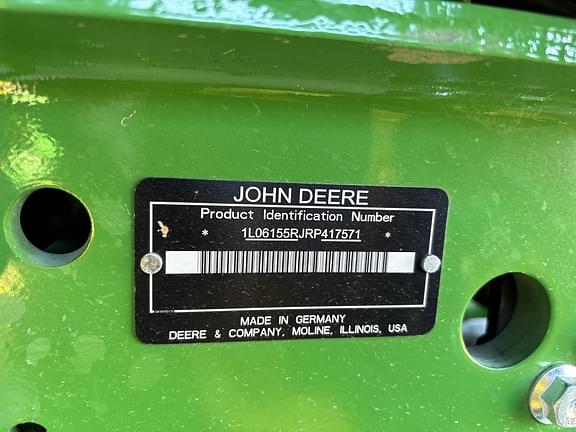 JOHN DEERE
Product Identification Number
* 1L06155RJRP417571 *
MADE IN GERMANY
DEERE & COMPANY, MOLINE, ILLINOIS, USA